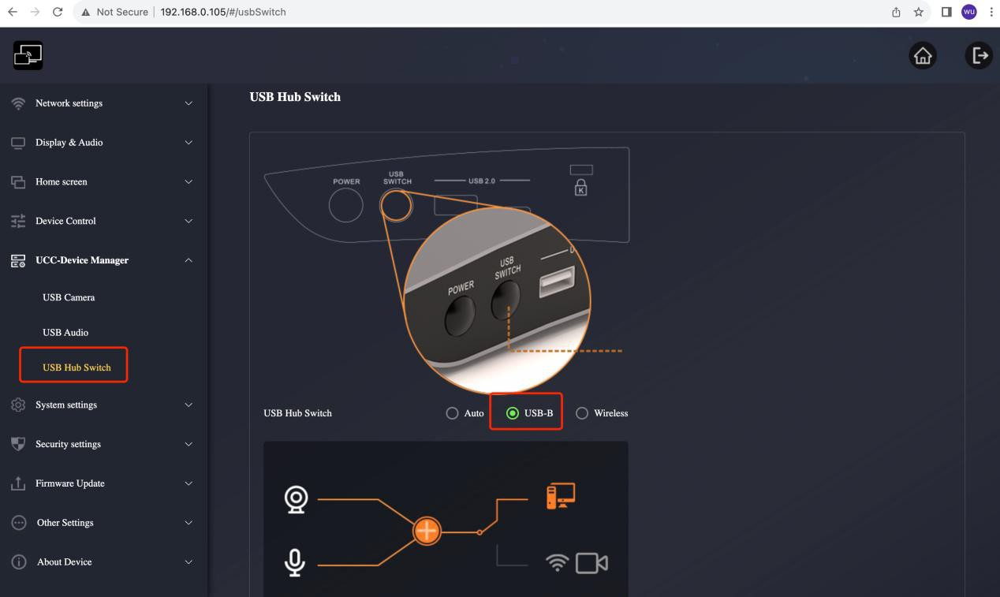 Not Secure
192.168.0.105/#/usbSwitch
WU
Network settings
Display & Audio
Home screen
Device Control
UCC-Device Manager
USB Camera
USB Audio
USB Hub Switch
System settings
Security settings
Firmware Update
Other Settings
About Device
USB Hub Switch
POWER
USB
SWITCH
USB 2.0
K
POWER
USB
SWITCH
USB Hub Switch
Auto
USB-B
Wireless